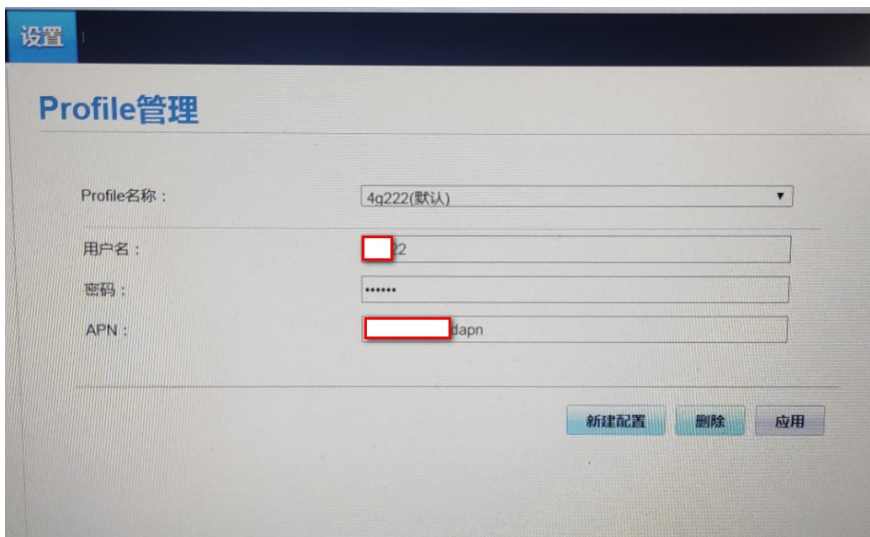 设置
Profile管理
Profile名称：
4g222(默认)
用户名：
22
密码：
••••••
APN：
dapn
新建配置 删除 应用